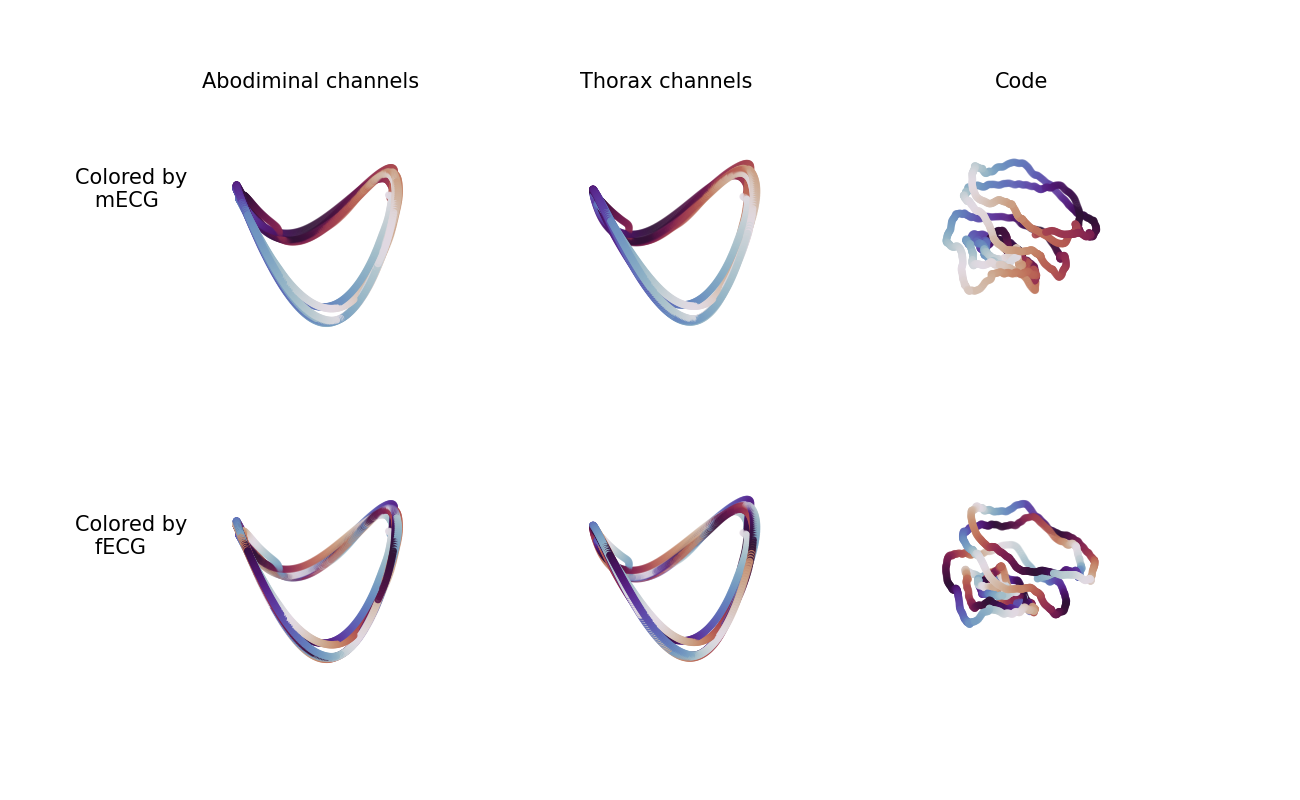 Abodiminal channels
Thorax channels
Code
Colored by
mECG
Colored by
fECG